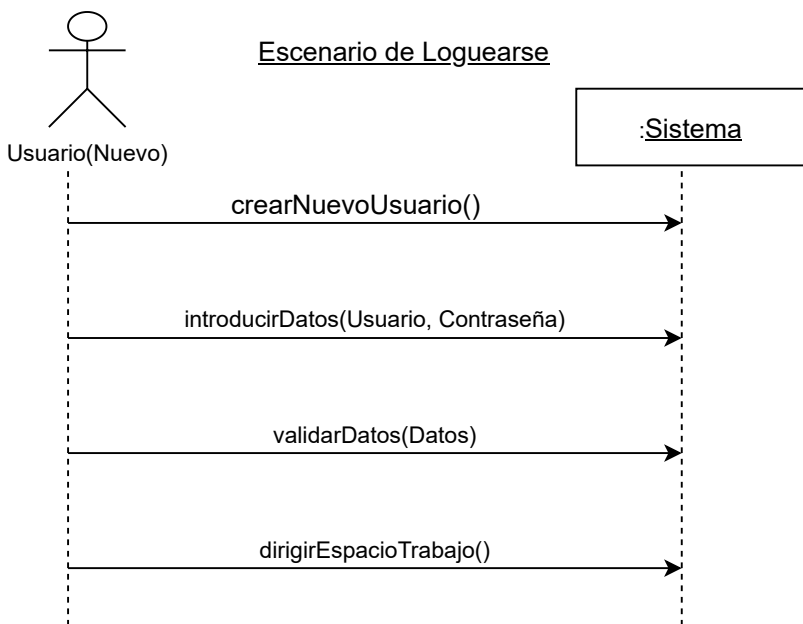 Escenario de Loguearse
:Sistema
Usuario(Nuevo)
crearNuevoUsuario()
introducirDatos(Usuario, Contraseña)
validarDatos(Datos)
dirigirEspacioTrabajo()